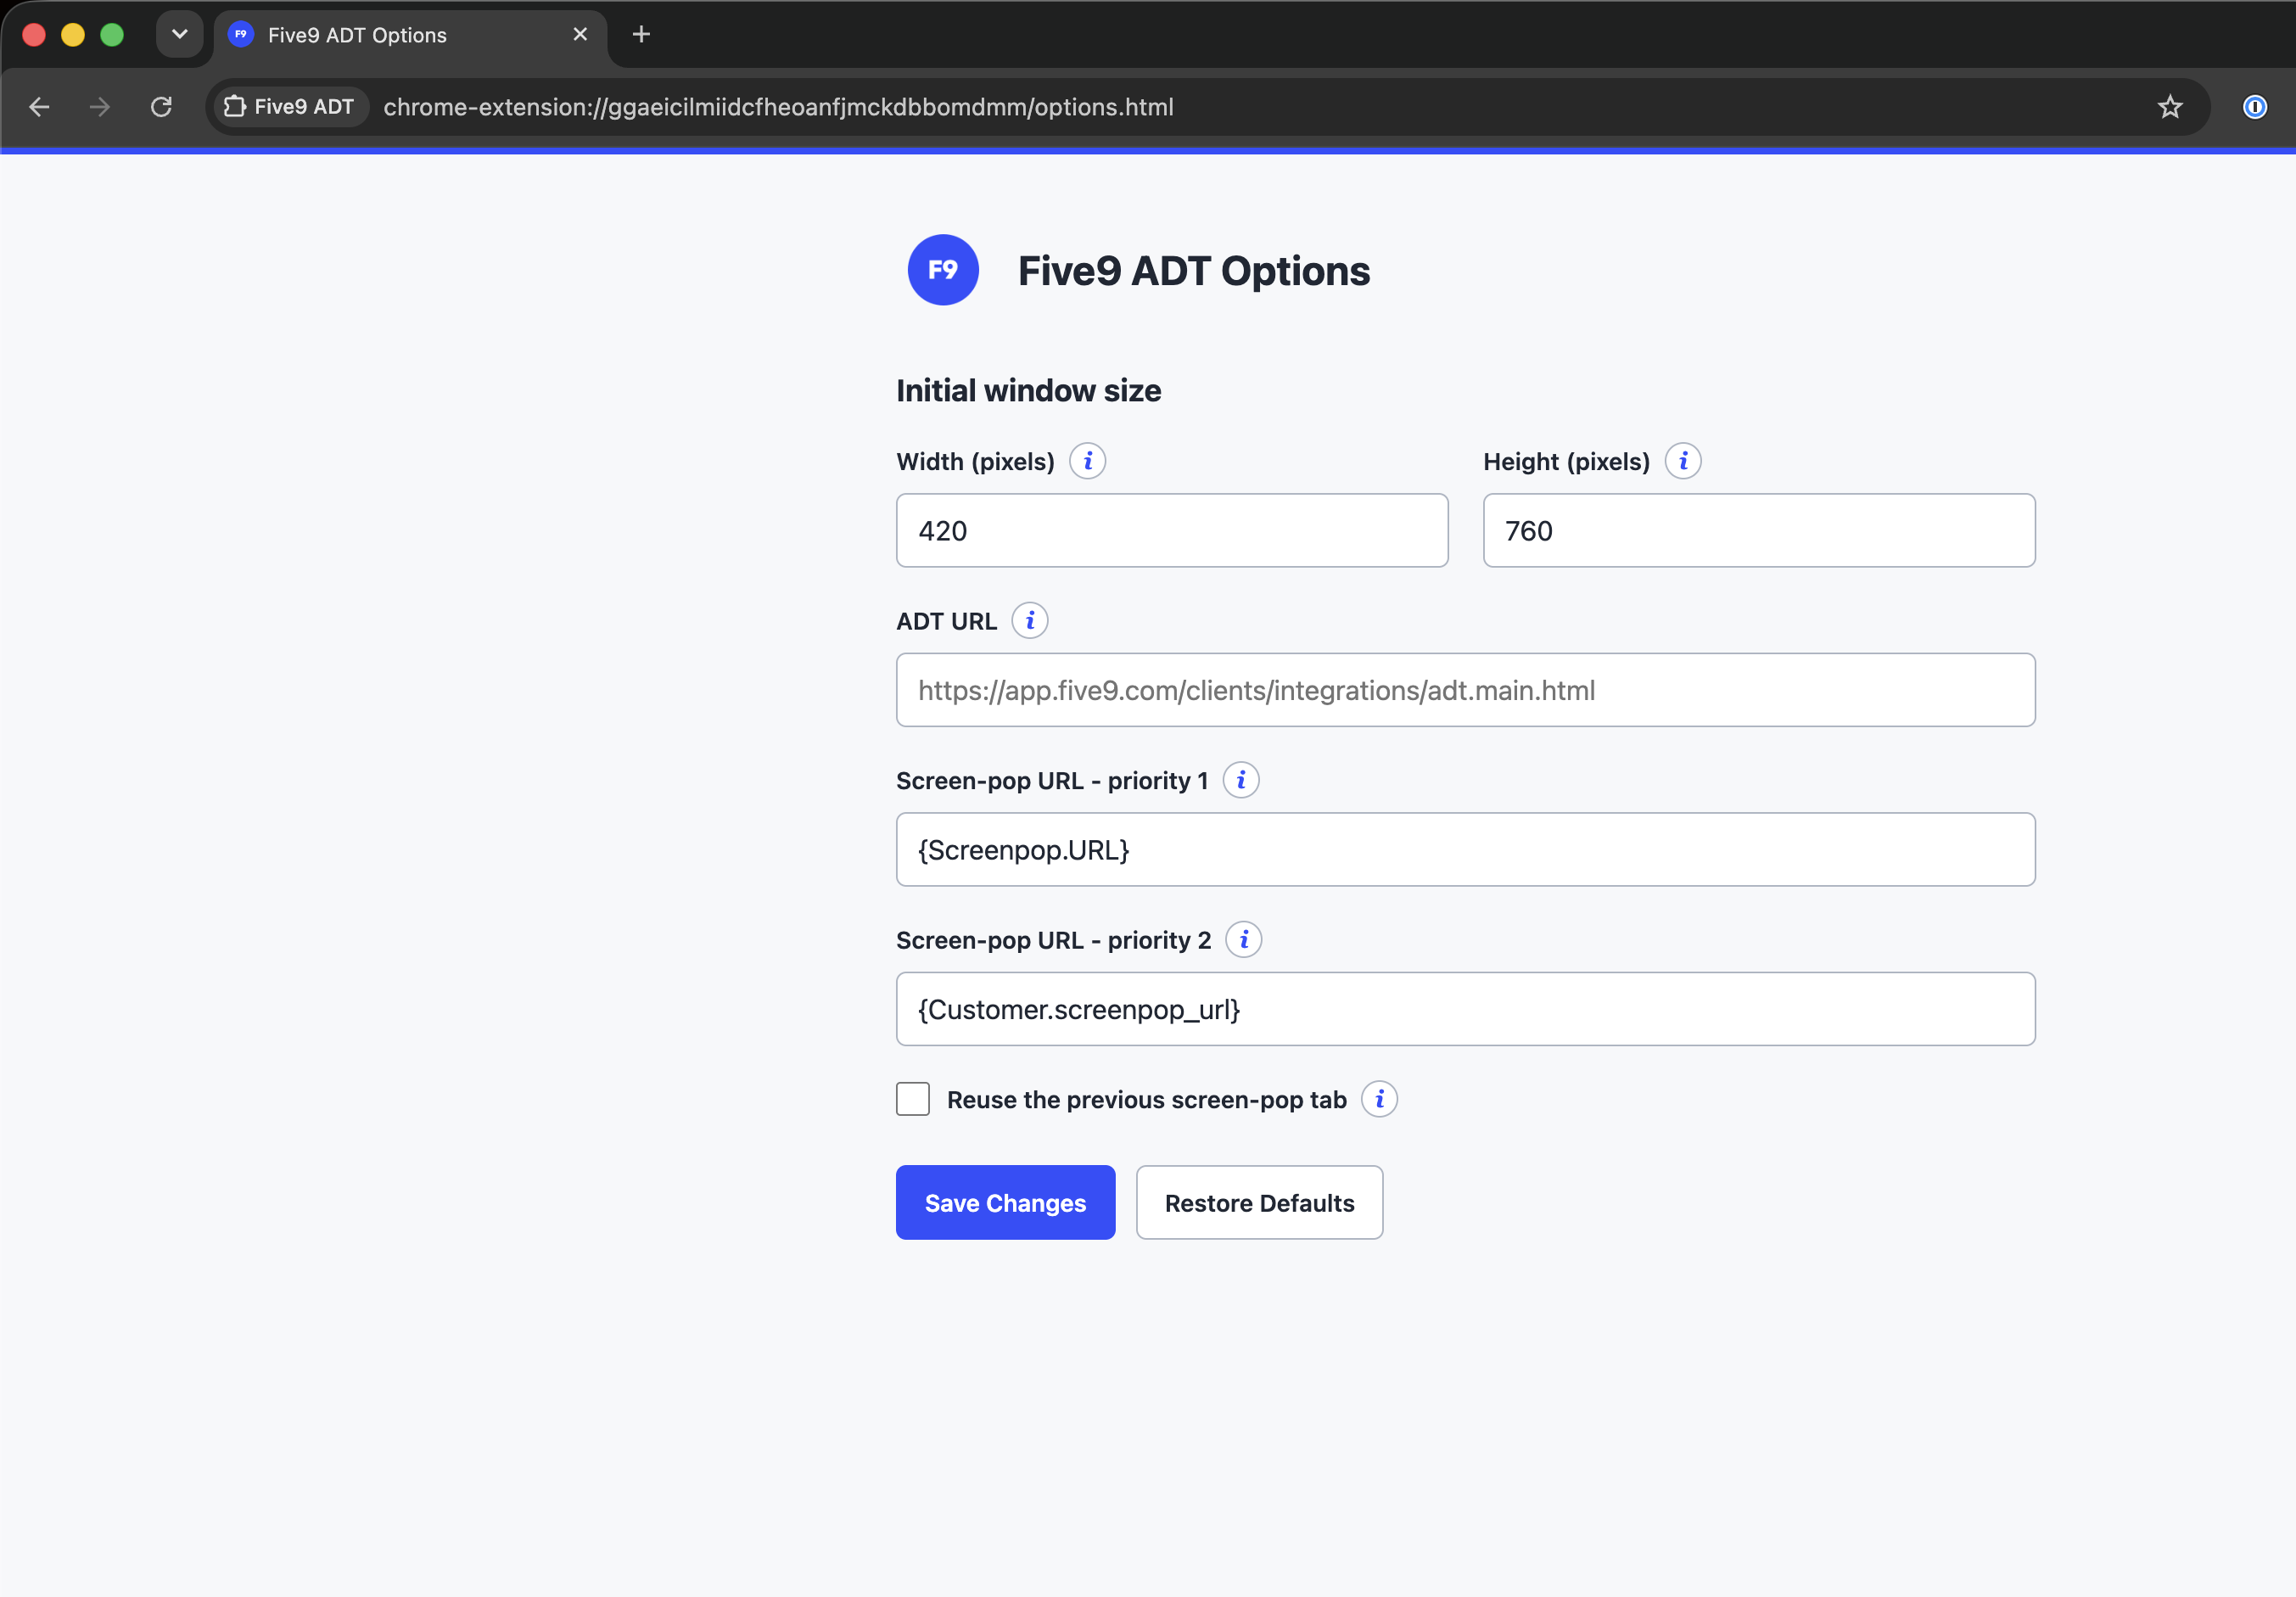 F9 Five9 ADT Options
Five9 ADT chrome-extension://ggaeicilmiidcfheoanfjmckdbbomdmm/options.html
F9 Five9 ADT Options
Initial window size
Width (pixels) i Height (pixels) i
420 760
ADT URL i
https://app.five9.com/clients/integrations/adt.main.html
Screen-pop URL - priority 1 i
{Screenpop.URL}
Screen-pop URL - priority 2 i
{Customer.screenpop_url}
Reuse the previous screen-pop tab i
Save Changes Restore Defaults